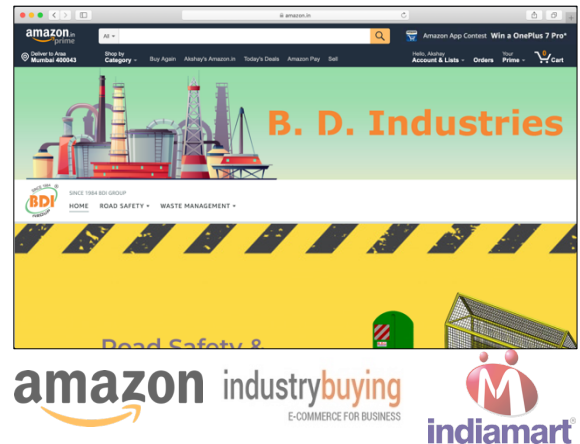 amazon.in
amazon.in
prime
All
Amazon App Contest Win a OnePlus 7 Pro*
Deliver to Arsa
Mumbai 400043
Shop by
Category
Buy Again
Akshay's Amazon.in
Today's Deals
Amazon Pay
Sell
Hello, Akshay
Account & Lists
Orders
Your
Prime
0
Cart
B. D. Industries
SINCE 1984
BDI
SINCE 1984 BDI GROUP
HOME ROAD SAFETY WASTE MANAGEMENT
Road Safety &
amazon
industrybuying
E-COMMERCE FOR BUSINESS
M
indiamart®